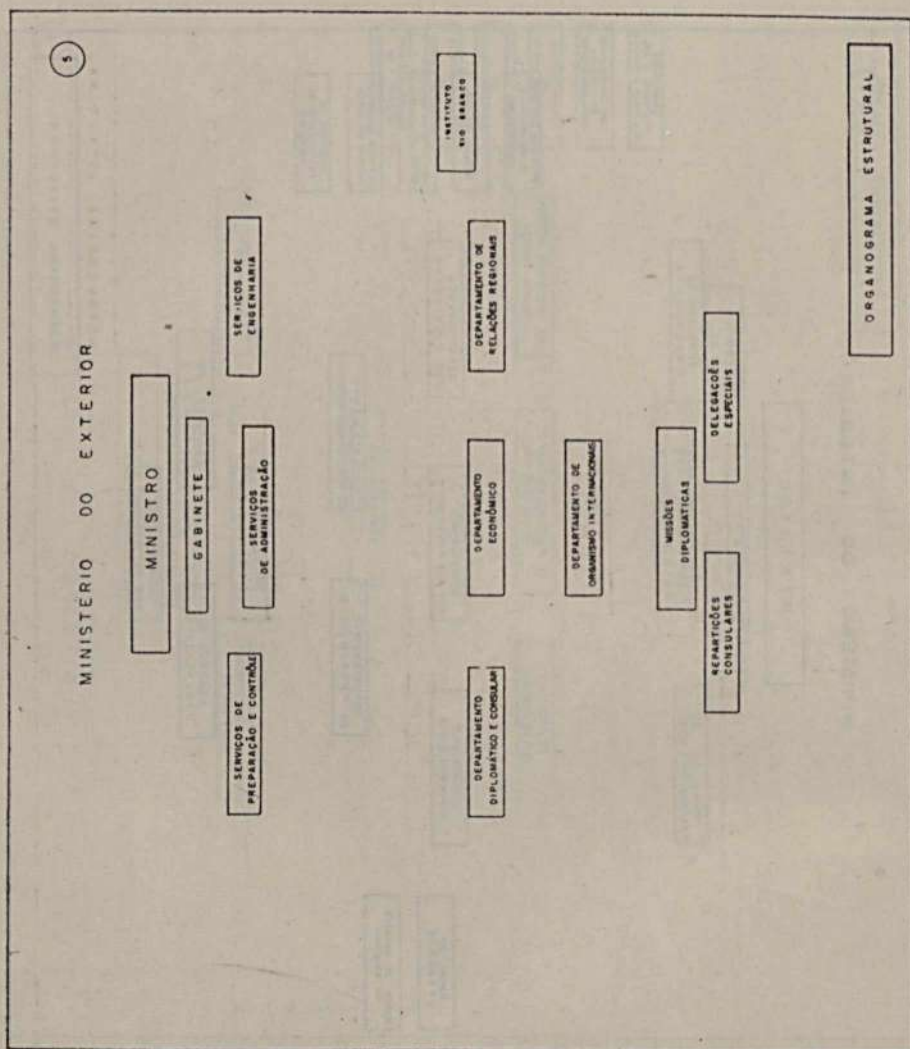 5
MINISTERIO DO EXTERIOR
MINISTRO
GABINETE
SERVIÇOS DE
PREPARAÇÃO E CONTRÔLE
SERVIÇOS
DE ADMINISTRAÇÃO
SERVIÇOS DE
ENGENHARIA
INSTITUTO
RIO BRANCO
DEPARTAMENTO
DIPLOMÁTICO E CONSULAR
DEPARTAMENTO
ECONÔMICO
DEPARTAMENTO DE
RELAÇÕES REGIONAIS
DEPARTAMENTO DE
ORGANISMO INTERNACIONAIS
MISSÕES
DIPLOMATICAS
REPARTIÇÕES
CONSULARES
DELEGACOÊS
ESPECIAIS
ORGANOGRAMA ESTRUTURAL